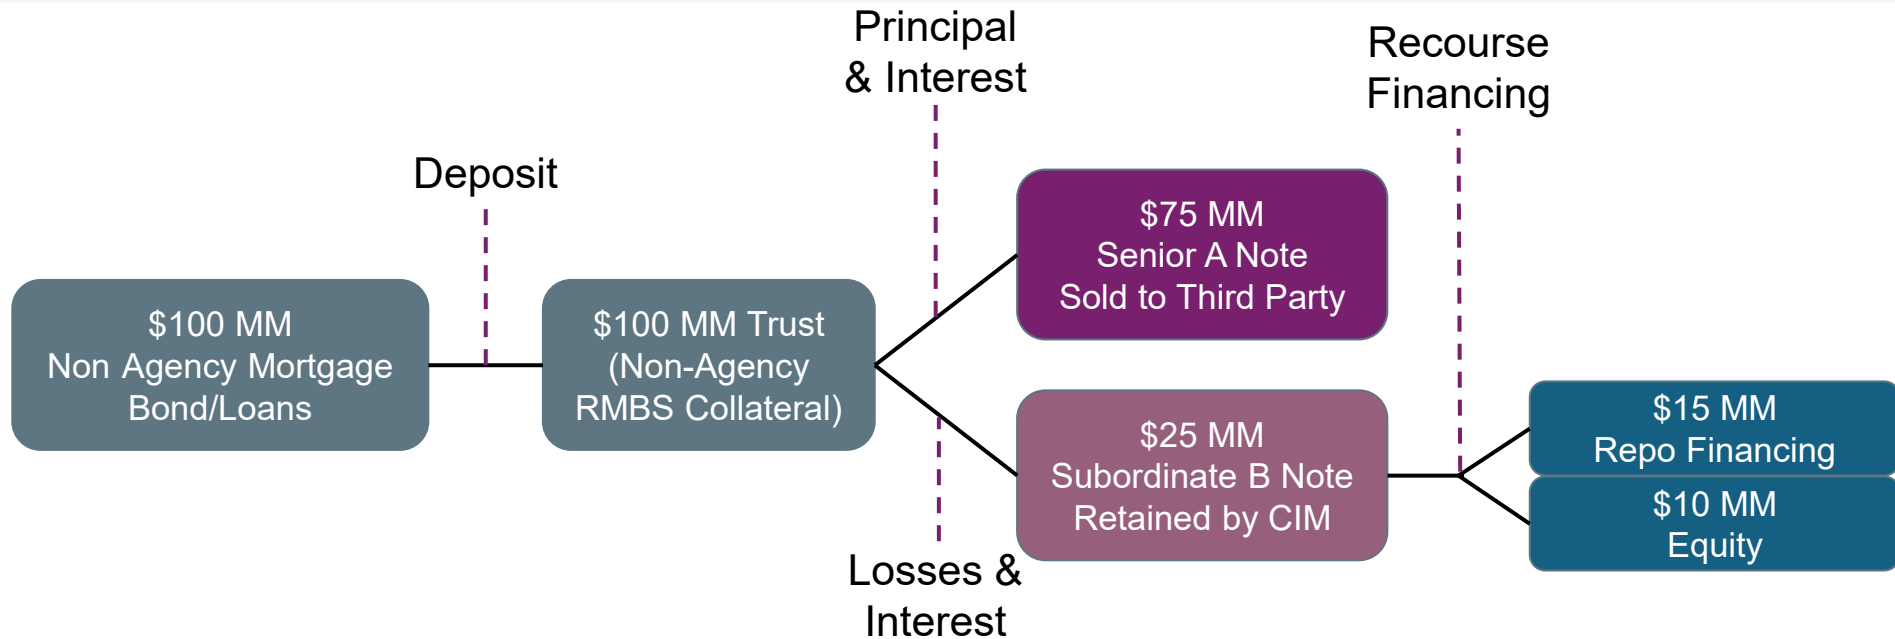 Principal
& Interest
Recourse
Financing
Deposit
$75 MM
Senior A Note
Sold to Third Party
$100 MM
Non Agency Mortgage
Bond/Loans
$100 MM Trust
(Non-Agency
RMBS Collateral)
$25 MM
Subordinate B Note
Retained by CIM
$15 MM
Repo Financing
$10 MM
Equity
Losses &
Interest